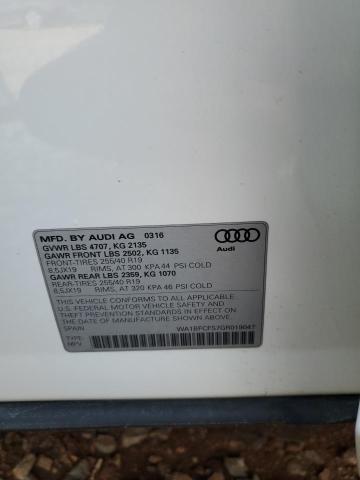 MFD. BY AUDI AG 0316
GVWR LBS 4707, KG 2135
GAWR FRONT LBS 2502, KG 1135
FRONT-TIRES 255/40 R19
8,5JX19 RIMS, AT 300 KPA 44 PSI COLD
GAWR REAR LBS 2359, KG 1070
REAR-TIRES 255/40 R19
8,5JX19 RIMS, AT 320 KPA 46 PSI COLD
Audi
THIS VEHICLE CONFORMS TO ALL APPLICABLE
U.S. FEDERAL MOTOR VEHICLE SAFETY AND THEFT
PREVENTION STANDARDS IN EFFECT ON THE
DATE OF MANUFACTURE SHOWN ABOVE.
SPAIN WA1BFCFS7GR019047
TYPE:
MPV